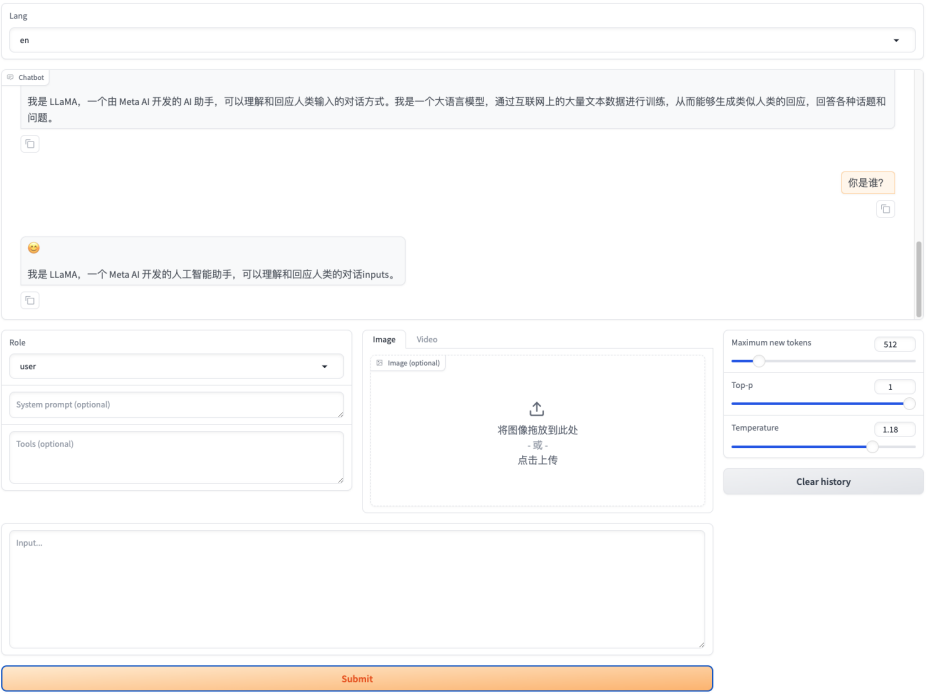 Lang
en
Chatbot
我是 LLaMA，一个由 Meta AI 开发的 AI 助手，可以理解和回应人类输入的对话方式。我是一个大语言模型，通过互联网上的大量文本数据进行训练，从而能够生成类似人类的回应，回答各种话题和
问题。
你是谁?
😊
我是 LLaMA，一个 Meta AI 开发的人工智能助手，可以理解和回应人类的对话inputs。
Role
user
System prompt (optional)
Tools (optional)
Image Video
Image (optional)
将图像拖放到此处
- 或 -
点击上传
Maximum new tokens 512
Top-p 1
Temperature 1.18
Clear history
Input...
Submit